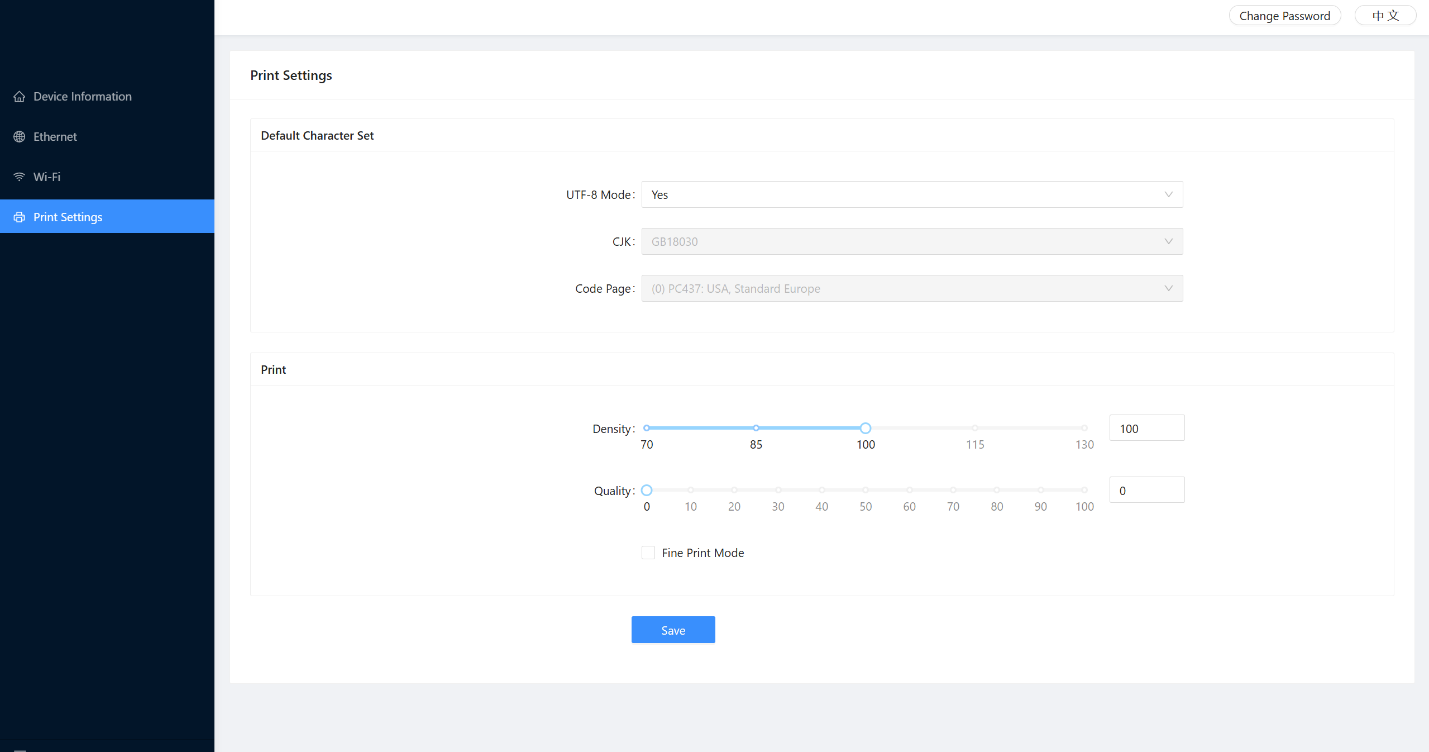 Change Password
中 文
Device Information
Ethernet
Wi-Fi
Print Settings
Print Settings
Default Character Set
UTF-8 Mode: Yes
CJK: GB18030
Code Page: (0) PC437: USA, Standard Europe
Print
Density: 100
70 85 100 115 130
Quality: 0
0 10 20 30 40 50 60 70 80 90 100
Fine Print Mode
Save